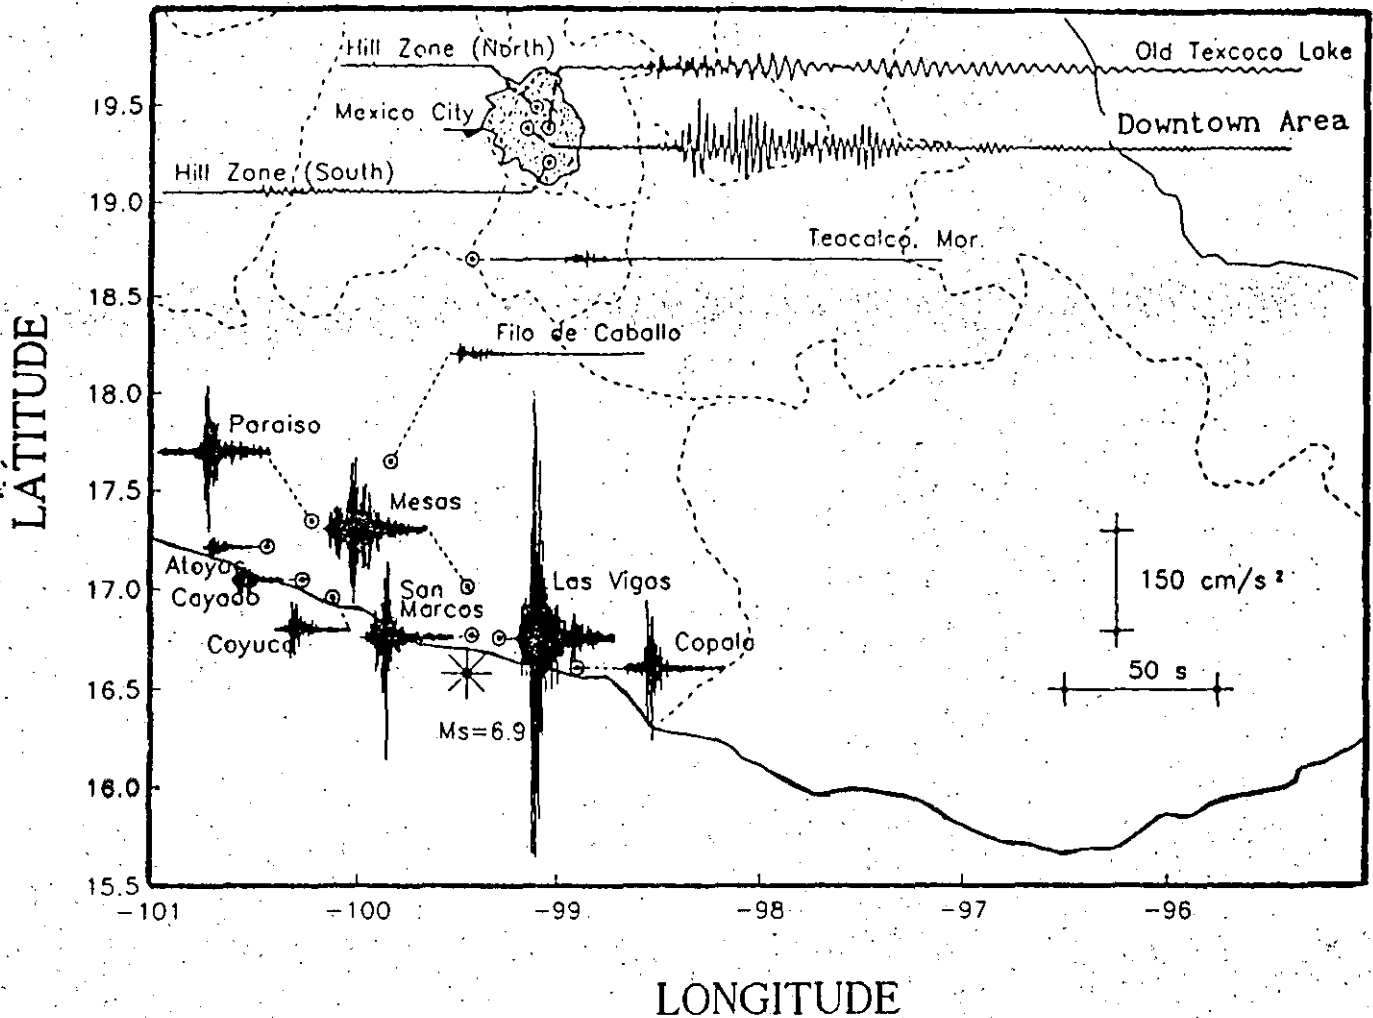 Hill Zone (North)
Old Texcoco Lake
19.5
Mexico City
Downtown Area
Hill Zone (South)
19.0
Teacalco, Mor.
18.5
Filo de Caballo
18.0
Paraiso
17.5
Mesas
Atoyac
17.0
Cayaco
San
Marcos
Las Vigas
150 cm/s²
Coyuca
Copala
50 s
16.5
Ms=6.9
16.0
15.5
-101
-100
-99
-98
-97
-96
LATITUDE
LONGITUDE